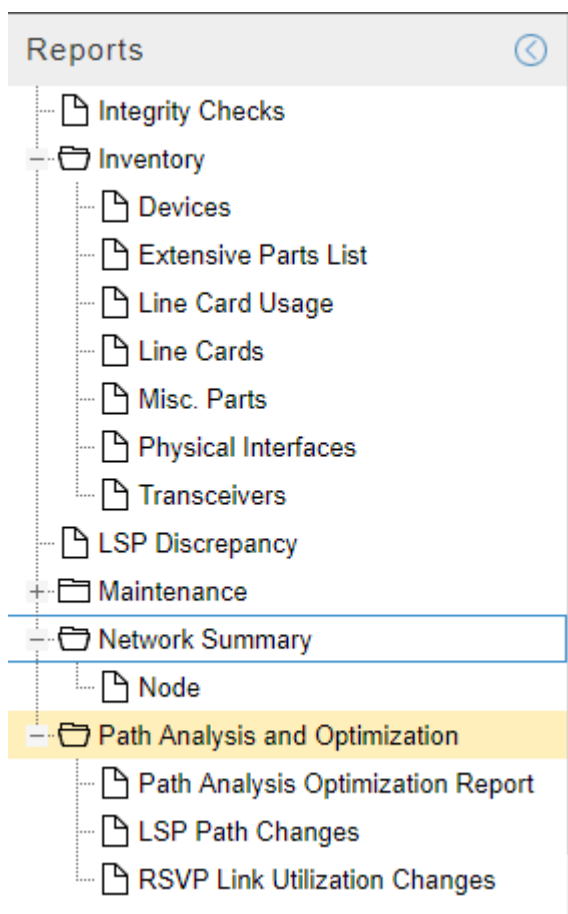 Reports
Integrity Checks
Inventory
Devices
Extensive Parts List
Line Card Usage
Line Cards
Misc. Parts
Physical Interfaces
Transceivers
LSP Discrepancy
Maintenance
Network Summary
Node
Path Analysis and Optimization
Path Analysis Optimization Report
LSP Path Changes
RSVP Link Utilization Changes